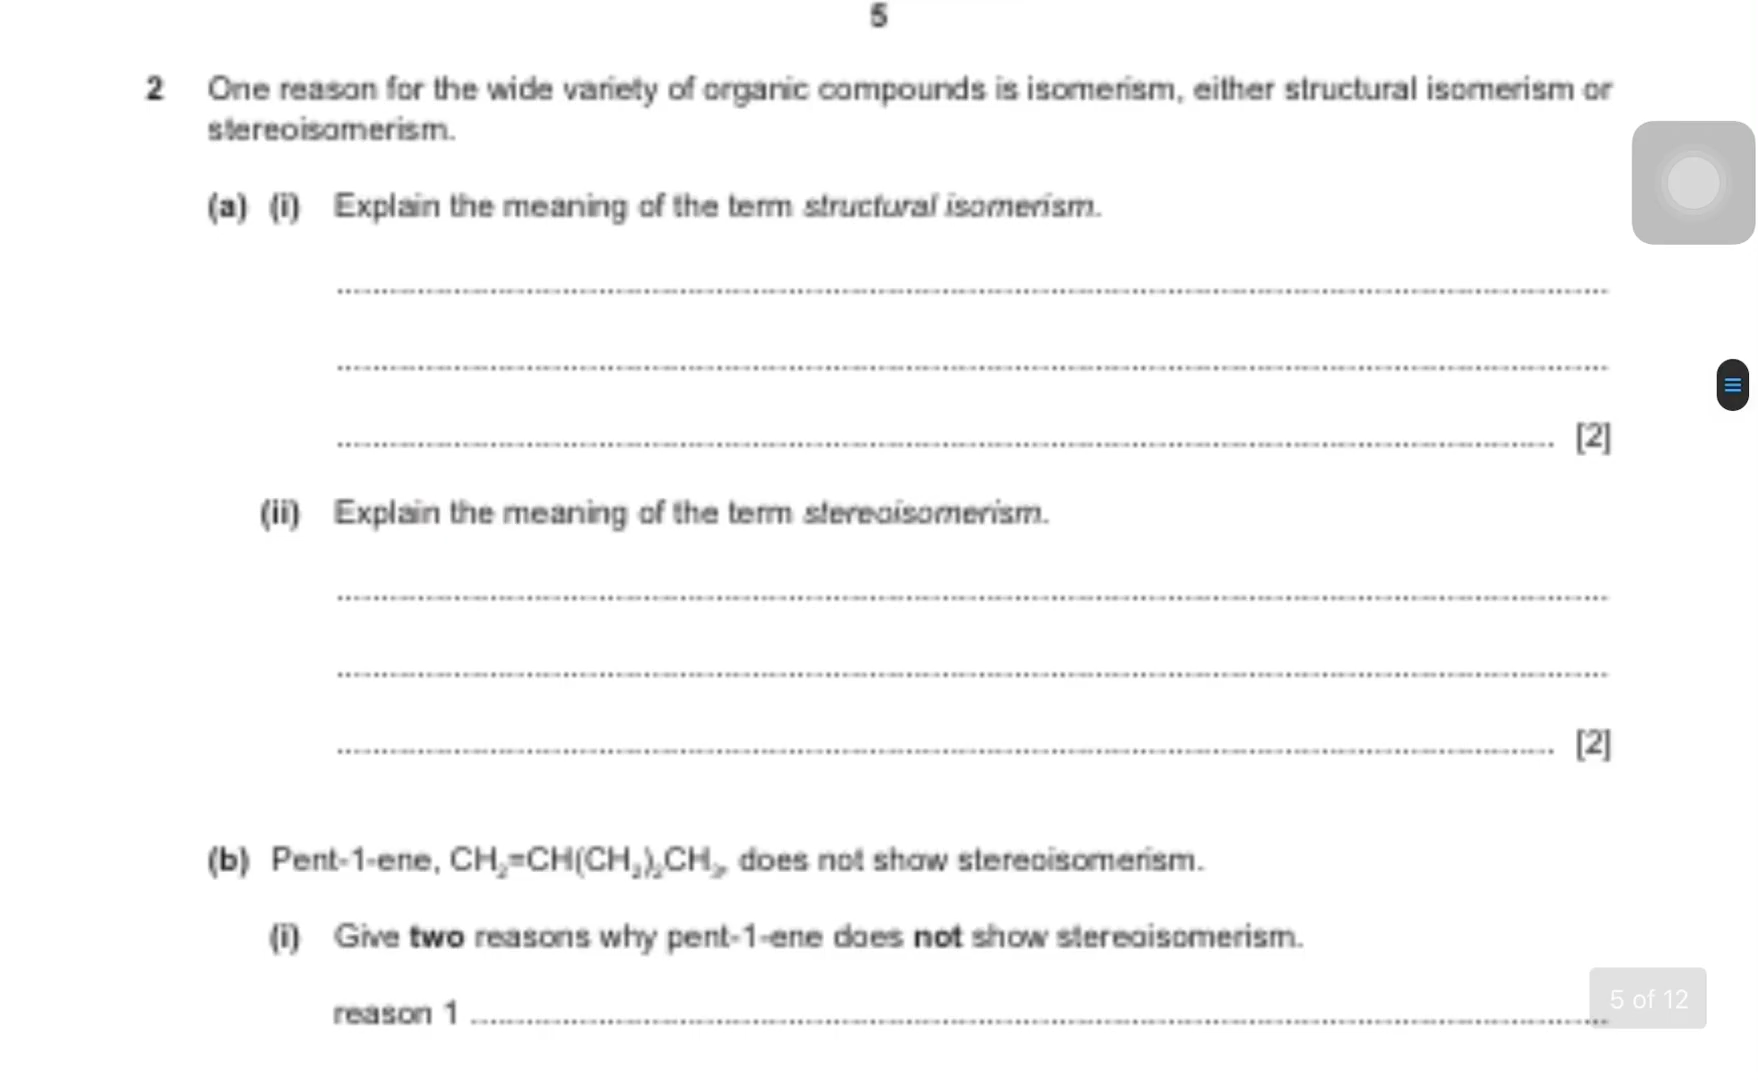 5
2 One reason for the wide variety of organic compounds is isomerism, either structural isomerism or
stereoisomerism.
(a) (i) Explain the meaning of the term structural isomerism.
[2]
(ii) Explain the meaning of the term stereoisomerism.
[2]
(b) Pent-1-ene, CH₂=CH(CH₂)₂CH₃, does not show stereoisomerism.
(i) Give two reasons why pent-1-ene does not show stereoisomerism.
reason 1
5 of 12